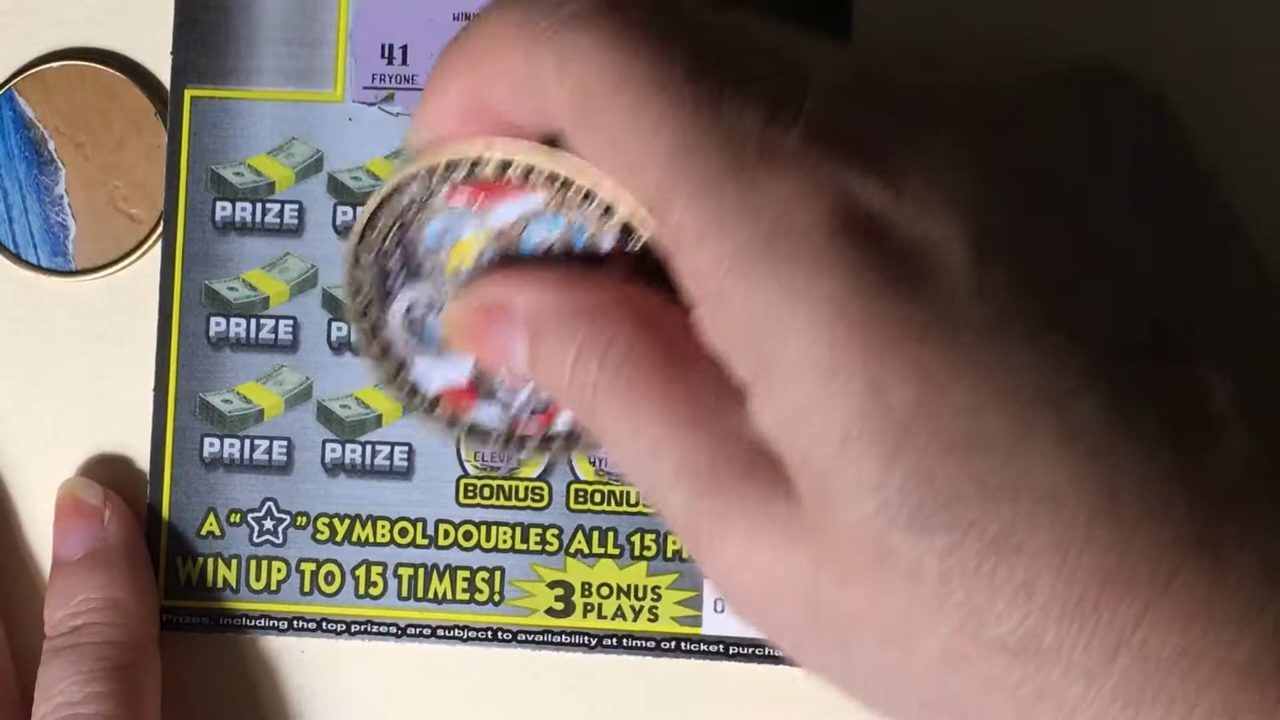 41
FRYONE
PRIZE
PRIZE
PRIZE PRIZE
BONUS
A "☆" SYMBOL DOUBLES ALL 15
WIN UP TO 15 TIMES! 3 BONUS PLAYS
Prizes, including the top prizes, are subject to availability at time of ticket